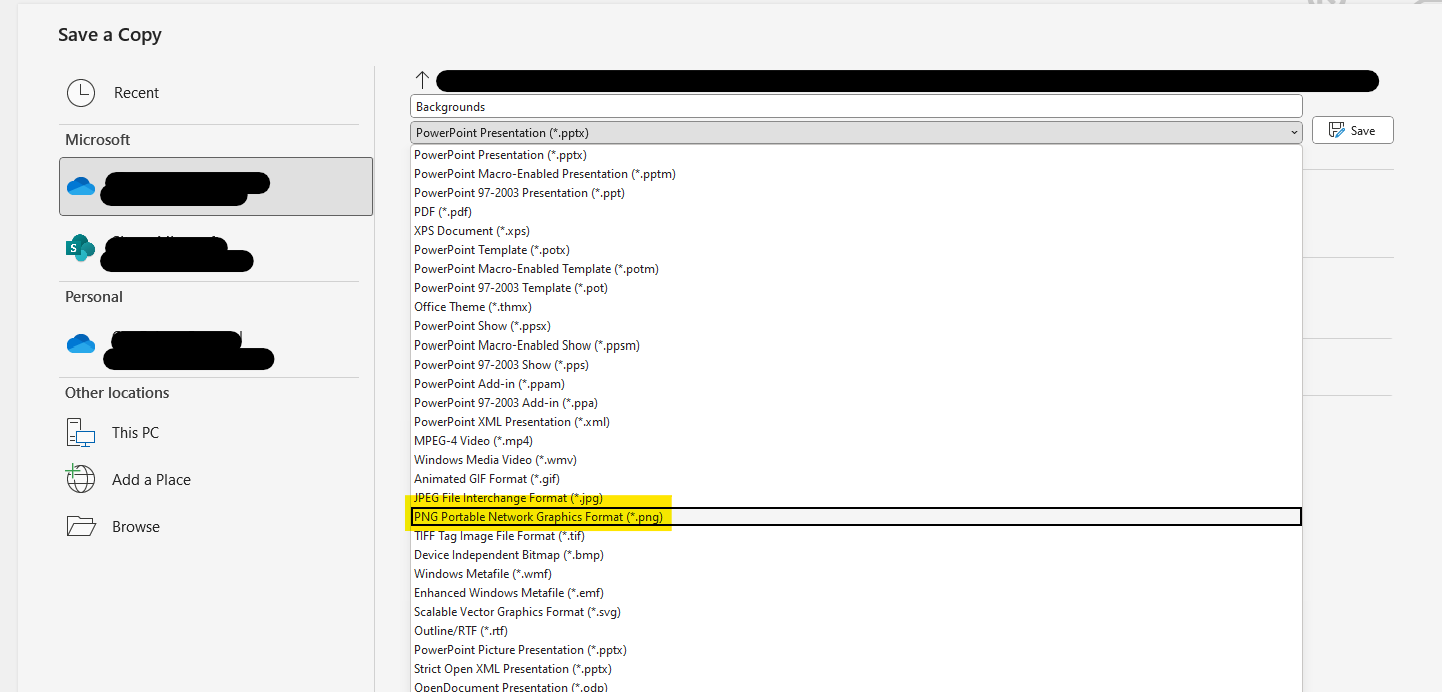 Save a Copy
Recent
Microsoft
S
Personal
Other locations
This PC
Add a Place
Browse
Backgrounds
PowerPoint Presentation (*.pptx)
Save
PowerPoint Presentation (*.pptx)
PowerPoint Macro-Enabled Presentation (*.pptm)
PowerPoint 97-2003 Presentation (*.ppt)
PDF (*.pdf)
XPS Document (*.xps)
PowerPoint Template (*.potx)
PowerPoint Macro-Enabled Template (*.potm)
PowerPoint 97-2003 Template (*.pot)
Office Theme (*.thmx)
PowerPoint Show (*.ppsx)
PowerPoint Macro-Enabled Show (*.ppsm)
PowerPoint 97-2003 Show (*.pps)
PowerPoint Add-in (*.ppam)
PowerPoint 97-2003 Add-in (*.ppa)
PowerPoint XML Presentation (*.xml)
MPEG-4 Video (*.mp4)
Windows Media Video (*.wmv)
Animated GIF Format (*.gif)
JPEG File Interchange Format (*.jpg)
PNG Portable Network Graphics Format (*.png)
TIFF Tag Image File Format (*.tif)
Device Independent Bitmap (*.bmp)
Windows Metafile (*.wmf)
Enhanced Windows Metafile (*.emf)
Scalable Vector Graphics Format (*.svg)
Outline/RTF (*.rtf)
PowerPoint Picture Presentation (*.pptx)
Strict Open XML Presentation (*.pptx)
OpenDocument Presentation (*.odp)